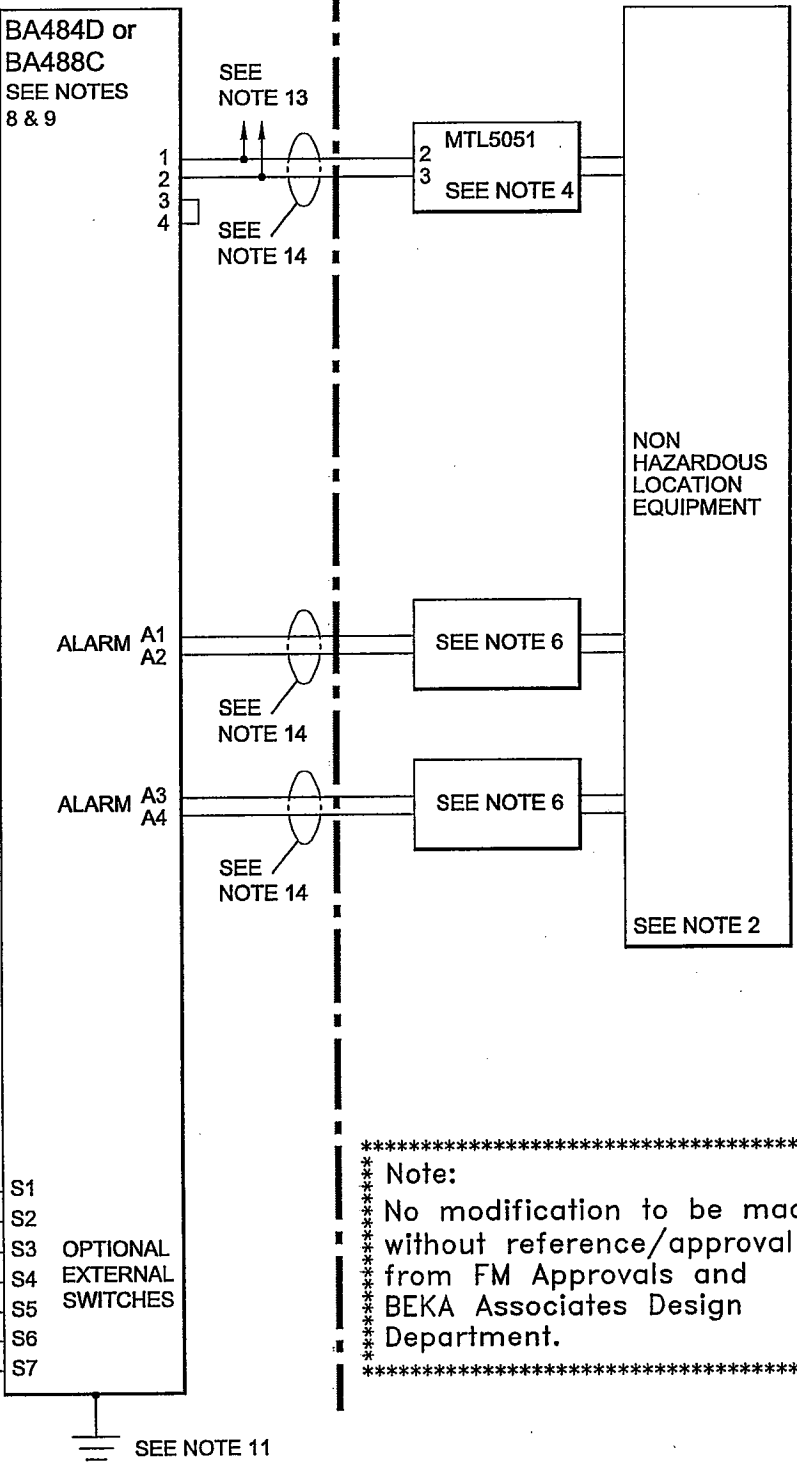 BA484D or
BA488C
SEE NOTES
8 & 9
SEE
NOTE 13
1
2
3
4
SEE
NOTE 14
2
3
MTL5051
SEE NOTE 4
NON
HAZARDOUS
LOCATION
EQUIPMENT
ALARM A1
A2
SEE NOTE 6
SEE
NOTE 14
ALARM A3
A4
SEE NOTE 6
SEE
NOTE 14
SEE NOTE 2
S1
S2
S3
S4
S5
S6
S7
OPTIONAL
EXTERNAL
SWITCHES
SEE NOTE 11
Note:
No modification to be
without reference/approval
from FM Approvals and
BEKA Associates Design
Department.